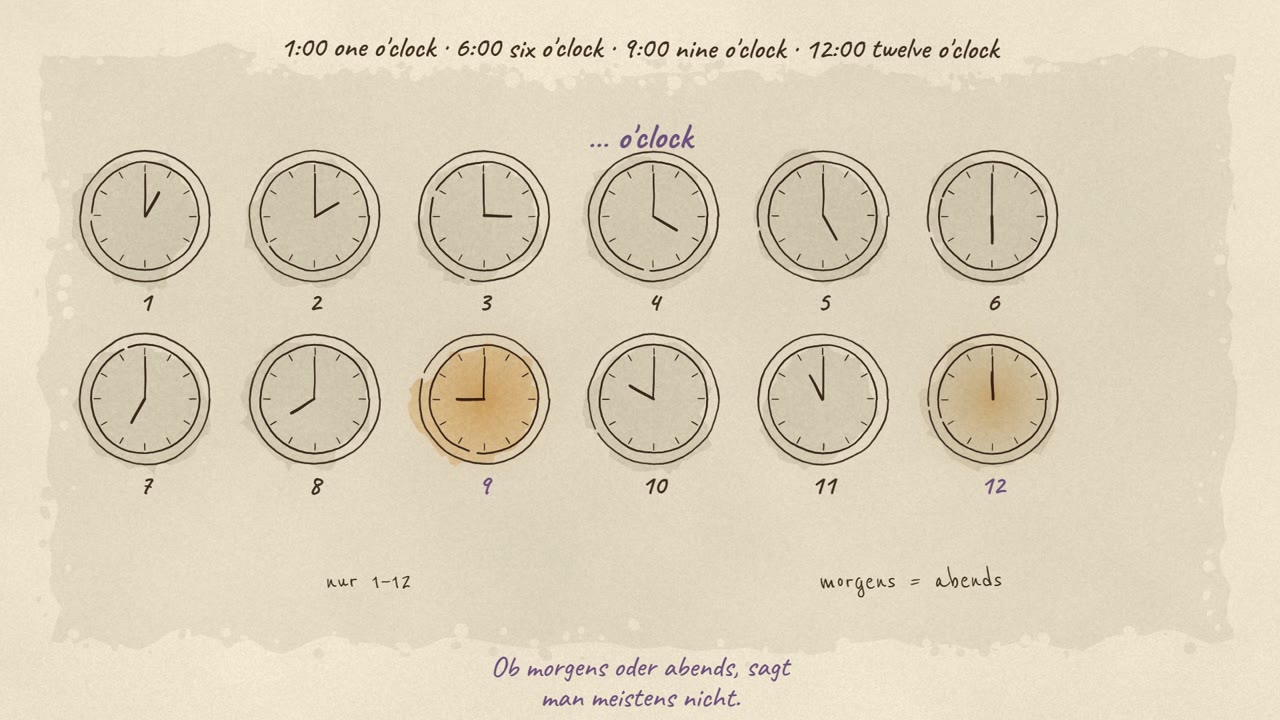 1:00 one o'clock · 6:00 six o'clock · 9:00 nine o'clock · 12:00 twelve o'clock
... o'clock
1 2 3 4 5 6
7 8 9 10 11 12
nur 1–12
morgens = abends
Ob morgens oder abends, sagt
man meistens nicht.